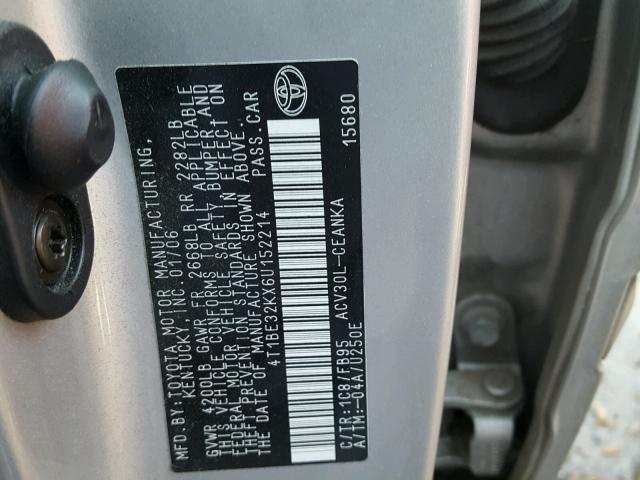 MFD.BY:TOYOTA MOTOR MANUFACTURING,
KENTUCKY, INC. 01/06
GVWR 4200LB GAWR FR 2668LB RR 2282LB
THIS VEHICLE CONFORMS TO ALL APPLICABLE
FEDERAL MOTOR VEHICLE SAFETY BUMPER AND
THEFT PREVENTION STANDARDS IN EFFECT ON
THE DATE OF MANUFACTURE SHOWN ABOVE.
4T1BE32KX6U152214 PASS.CAR
C/TR:1C8/FB95 ACV30L-CEANKA 15680
A/TM:-04A/U250E